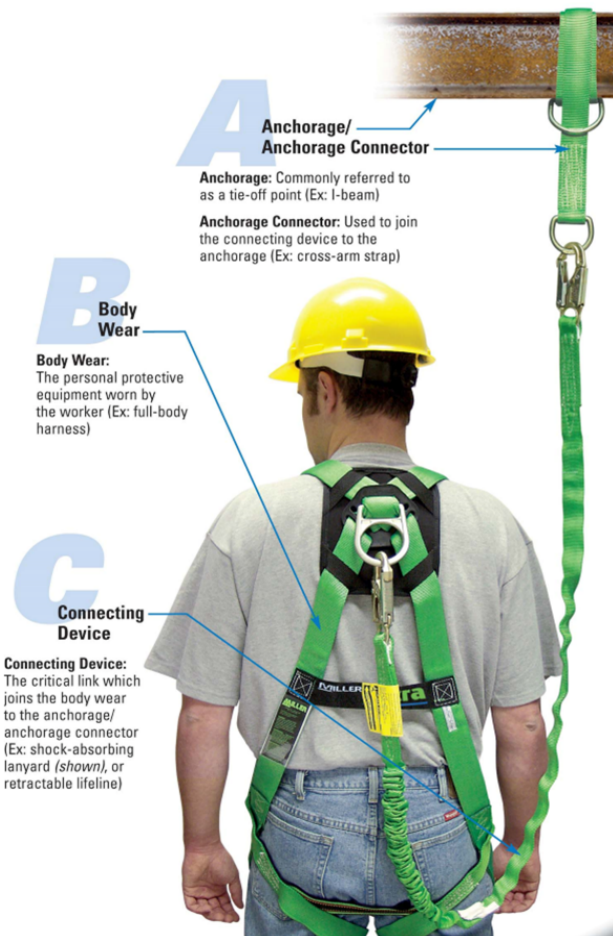 A
Anchorage/
Anchorage Connector
Anchorage: Commonly referred to
as a tie-off point (Ex: I-beam)
Anchorage Connector: Used to join
the connecting device to the
anchorage (Ex: cross-arm strap)
B
Body
Wear
Body Wear:
The personal protective
equipment worn by
the worker (Ex: full-body
harness)
C
Connecting
Device
Connecting Device:
The critical link which
joins the body wear
to the anchorage/
anchorage connector
(Ex: shock-absorbing
lanyard (shown), or
retractable lifeline)
MILLER
ra
MILLER